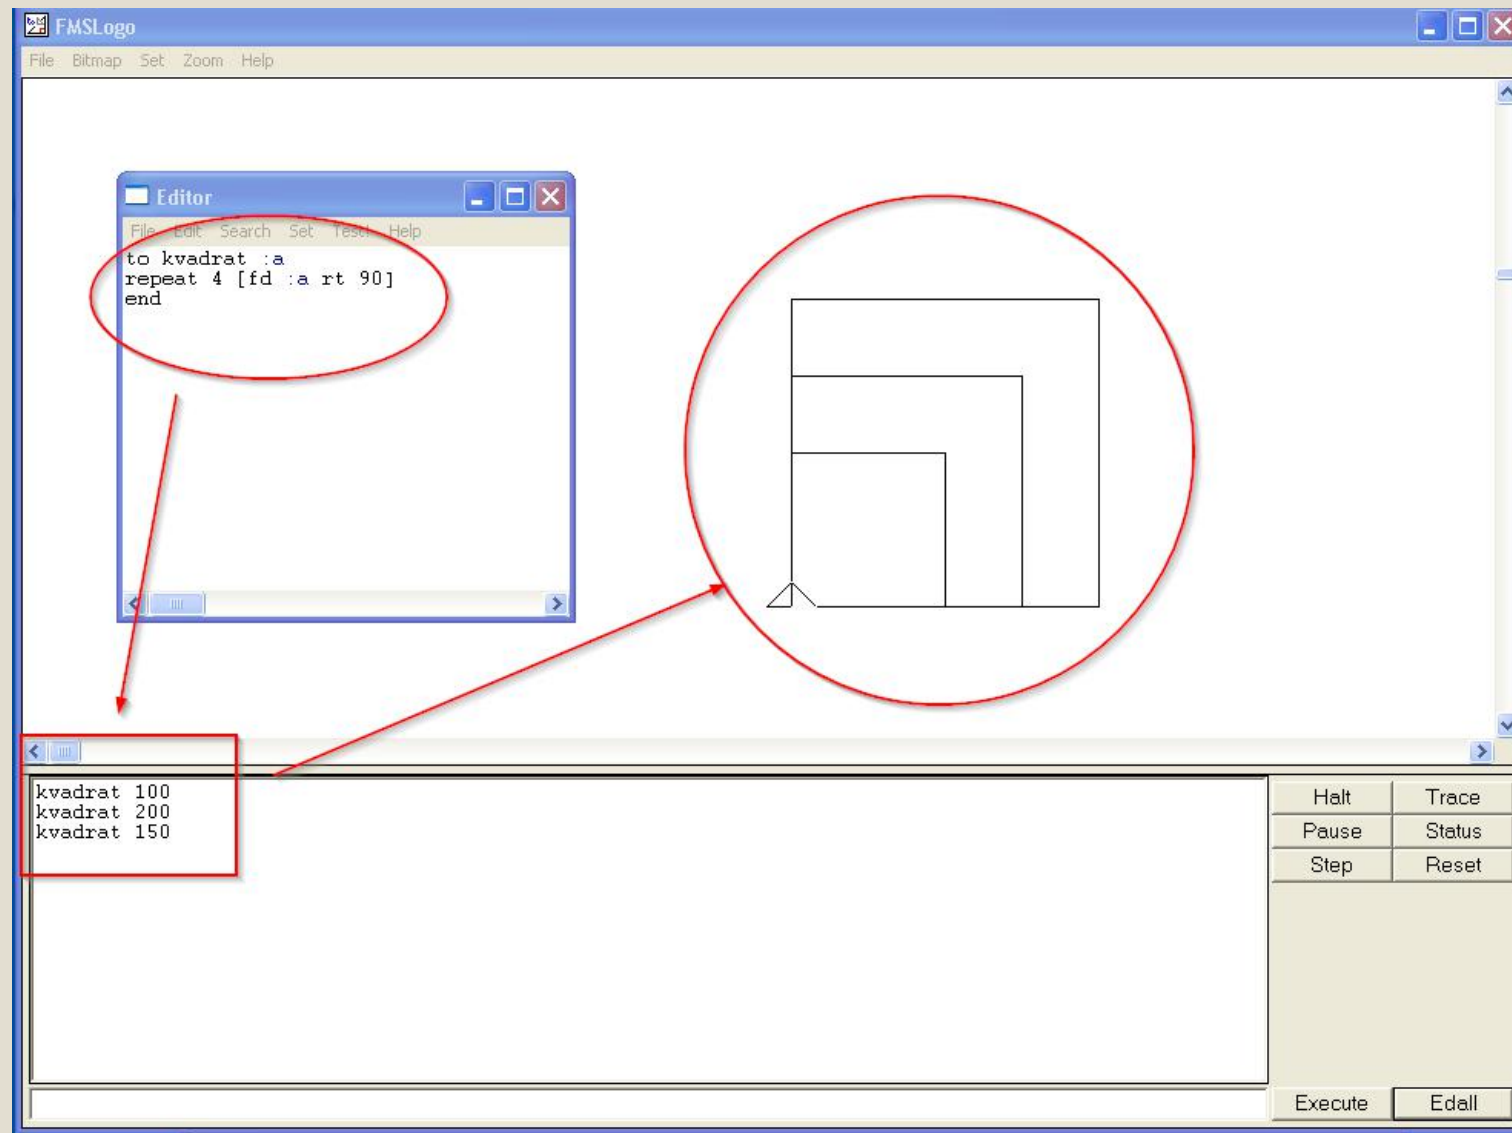 FMSLogo
File Bitmap Set Zoom Help
Editor
File Edit Search Set Test! Help
to kvadrat :a
repeat 4 [fd :a rt 90]
end
kvadrat 100
kvadrat 200
kvadrat 150
Halt Trace
Pause Status
Step Reset
Execute Edall